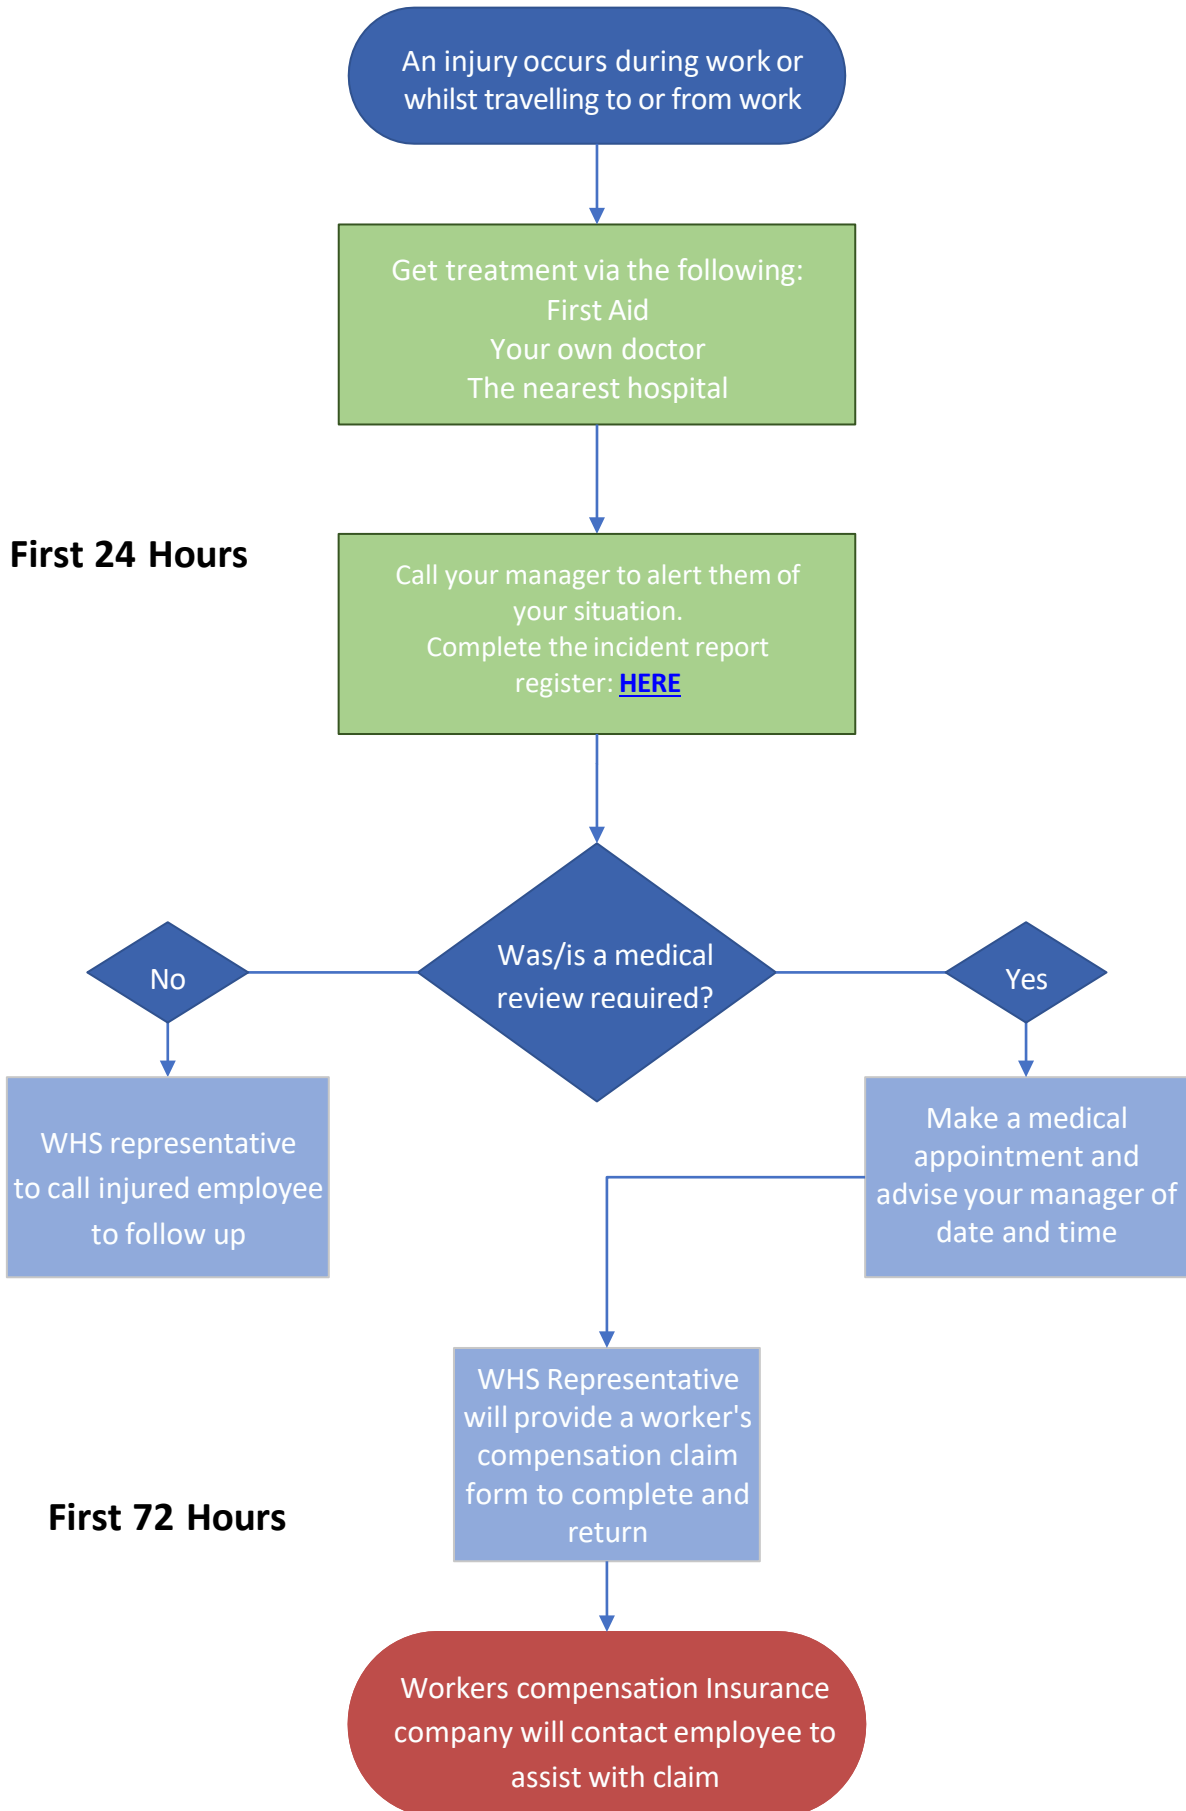 An injury occurs during work or
whilst travelling to or from work
Get treatment via the following:
First Aid
Your own doctor
The nearest hospital
First 24 Hours
Call your manager to alert them of
your situation.
Complete the incident report
register: HERE
Was/is a medical
review required?
No
Yes
WHS representative
to call injured employee
to follow up
Make a medical
appointment and
advise your manager of
date and time
WHS Representative
will provide a worker's
compensation claim
form to complete and
return
First 72 Hours
Workers compensation Insurance
company will contact employee to
assist with claim